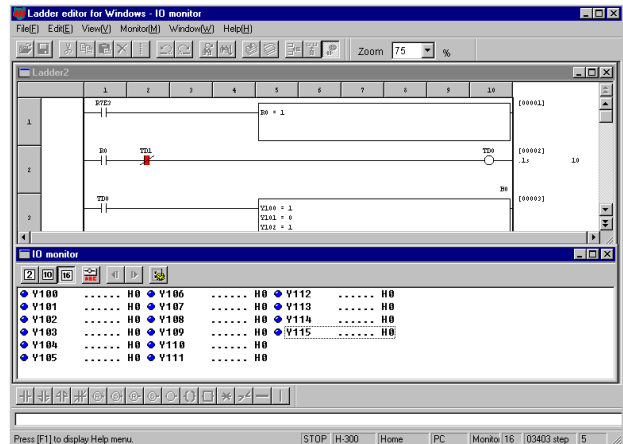 Ladder editor for Windows - IO monitor
File(F) Edit(E) View(V) Monitor(M) Window(W) Help(H)
Zoom 75 %
Ladder2
1 2 3 4 5 6 7 8 9 10
R7E3 [00001]
1 R0 = 1
R0 TD1 TD0 [00002]
2 .1s 10
R0
TD0 [00003]
3 Y100 = 1
Y101 = 0
Y102 = 1
IO monitor
2 10 16
Y100 ...... H0 Y106 ...... H0 Y112 ...... H0
Y101 ...... H0 Y107 ...... H0 Y113 ...... H0
Y102 ...... H0 Y108 ...... H0 Y114 ...... H0
Y103 ...... H0 Y109 ...... H0 Y115 ...... H0
Y104 ...... H0 Y110 ...... H0
Y105 ...... H0 Y111 ...... H0
Press [F1] to display Help menu. STOP H-300 Home PC Monito 16 03403 step 5